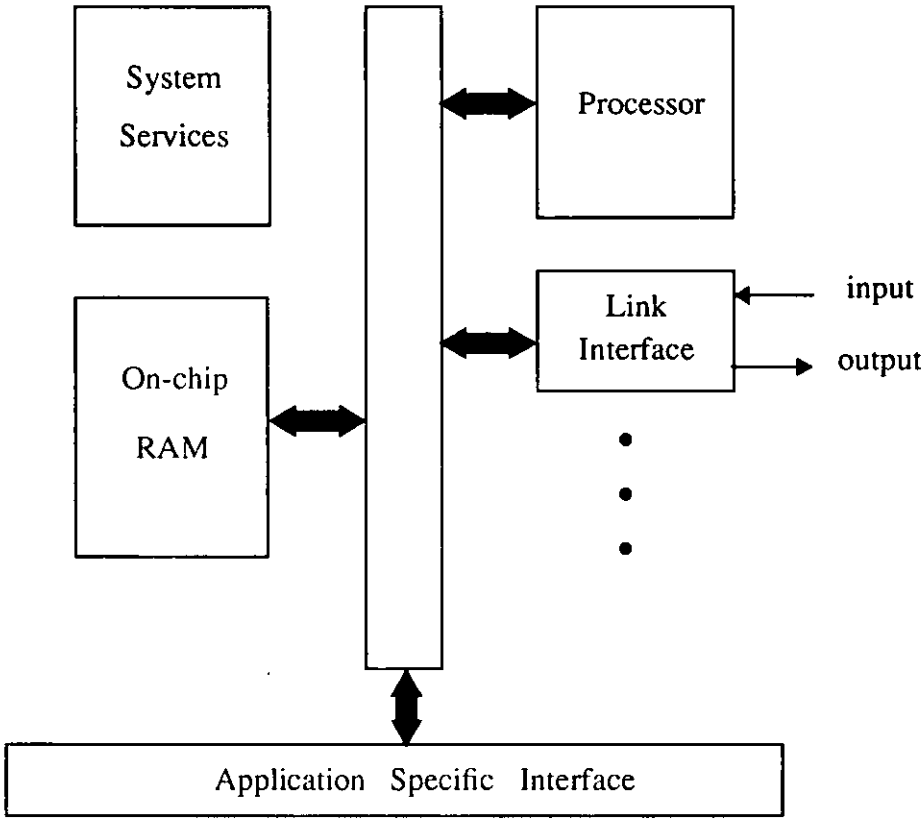 System
Services
Processor
Link
Interface
input
output
On-chip
RAM
Application Specific Interface